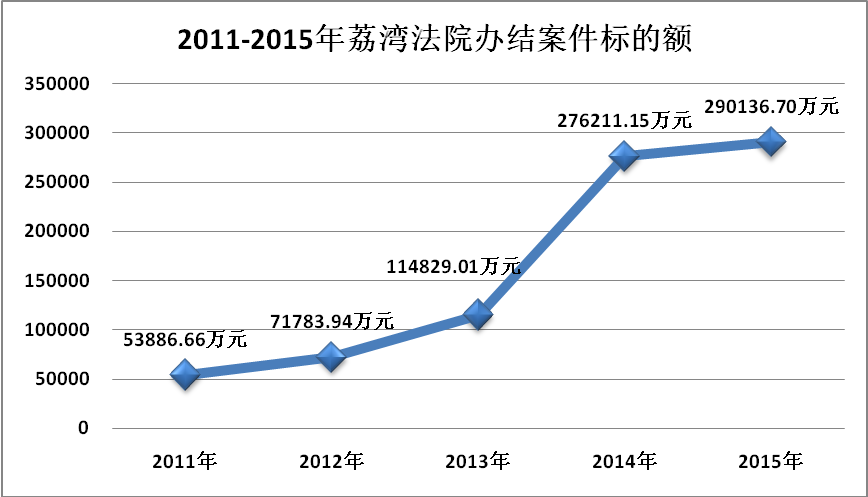 2011-2015年荔湾法院办结案件标的额
350000
300000
250000
200000
150000
100000
50000
0
53886.66万元
71783.94万元
114829.01万元
276211.15万元
290136.70万元
2011年
2012年
2013年
2014年
2015年